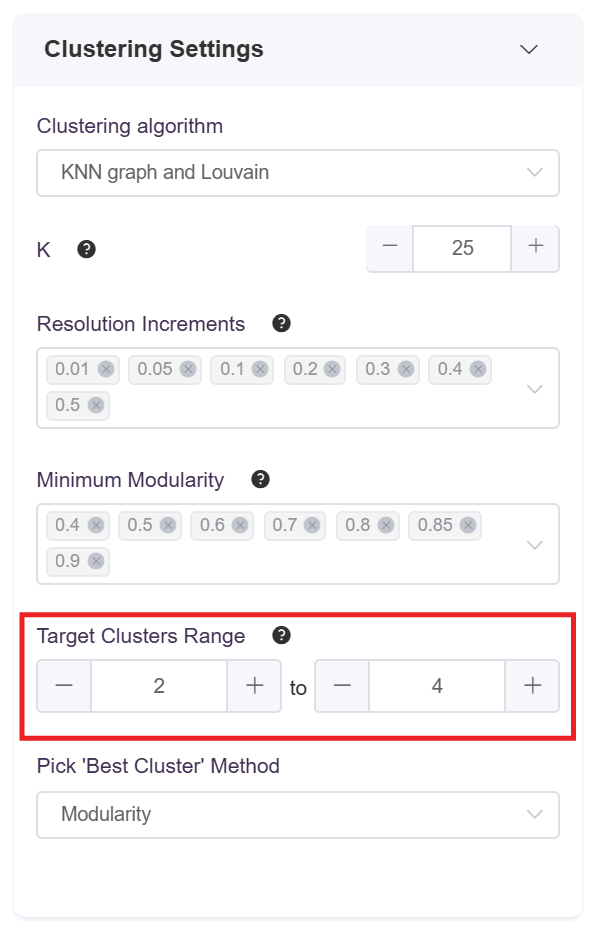 Clustering Settings
Clustering algorithm
KNN graph and Louvain
K ? − 25 +
Resolution Increments ?
0.01 0.05 0.1 0.2 0.3 0.4
0.5
Minimum Modularity ?
0.4 0.5 0.6 0.7 0.8 0.85
0.9
Target Clusters Range ?
− 2 + to − 4 +
Pick 'Best Cluster' Method
Modularity